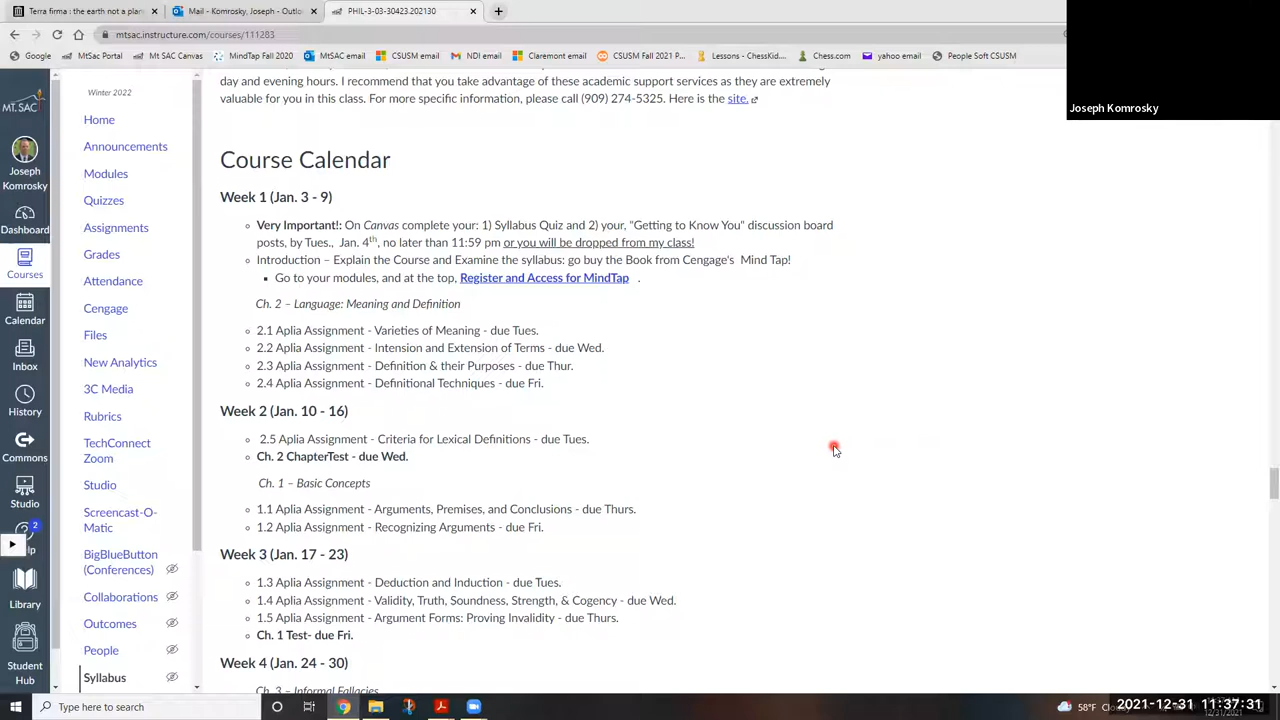 Terra firma: the earth not a plane
Mail - Komrosky, Joseph - Outlo
PHIL-3-03-30423.202130
mtsac.instructure.com/courses/111283
Google
MtSac Portal
Mt. SAC Canvas
MindTap Fall 2020
MtSAC email
CSUSM email
NDI email
Claremont email
CSUSM Fall 2021 P...
Lessons - ChessKid...
Chess.com
yahoo email
People Soft CSUSM
Joseph Komrosky
MT. SAC
Joseph Komrosky
Dashboard
Courses
Calendar
Inbox
History
Commons
Studio
2
Library
Student Hub
Winter 2022
Home
Announcements
Modules
Quizzes
Assignments
Grades
Attendance
Cengage
Files
New Analytics
3C Media
Rubrics
TechConnect
Zoom
Studio
Screencast-O-
Matic
BigBlueButton
(Conferences)
Collaborations
Outcomes
People
Syllabus
day and evening hours. I recommend that you take advantage of these academic support services as they are extremely
valuable for you in this class. For more specific information, please call (909) 274-5325. Here is the site.
Course Calendar
Week 1 (Jan. 3 - 9)
Very Important!: On Canvas complete your: 1) Syllabus Quiz and 2) your, "Getting to Know You" discussion board
posts, by Tues., Jan. 4th, no later than 11:59 pm or you will be dropped from my class!
Introduction – Explain the Course and Examine the syllabus: go buy the Book from Cengage's Mind Tap!
Go to your modules, and at the top, Register and Access for MindTap .
Ch. 2 – Language: Meaning and Definition
2.1 Aplia Assignment - Varieties of Meaning - due Tues.
2.2 Aplia Assignment - Intension and Extension of Terms - due Wed.
2.3 Aplia Assignment - Definition & their Purposes - due Thur.
2.4 Aplia Assignment - Definitional Techniques - due Fri.
Week 2 (Jan. 10 - 16)
2.5 Aplia Assignment - Criteria for Lexical Definitions - due Tues.
Ch. 2 ChapterTest - due Wed.
Ch. 1 – Basic Concepts
1.1 Aplia Assignment - Arguments, Premises, and Conclusions - due Thurs.
1.2 Aplia Assignment - Recognizing Arguments - due Fri.
Week 3 (Jan. 17 - 23)
1.3 Aplia Assignment - Deduction and Induction - due Tues.
1.4 Aplia Assignment - Validity, Truth, Soundness, Strength, & Cogency - due Wed.
1.5 Aplia Assignment - Argument Forms: Proving Invalidity - due Thurs.
Ch. 1 Test- due Fri.
Week 4 (Jan. 24 - 30)
Ch. 3 – Informal Fallacies
Type here to search
58°F
2021-12-31 11:37:31